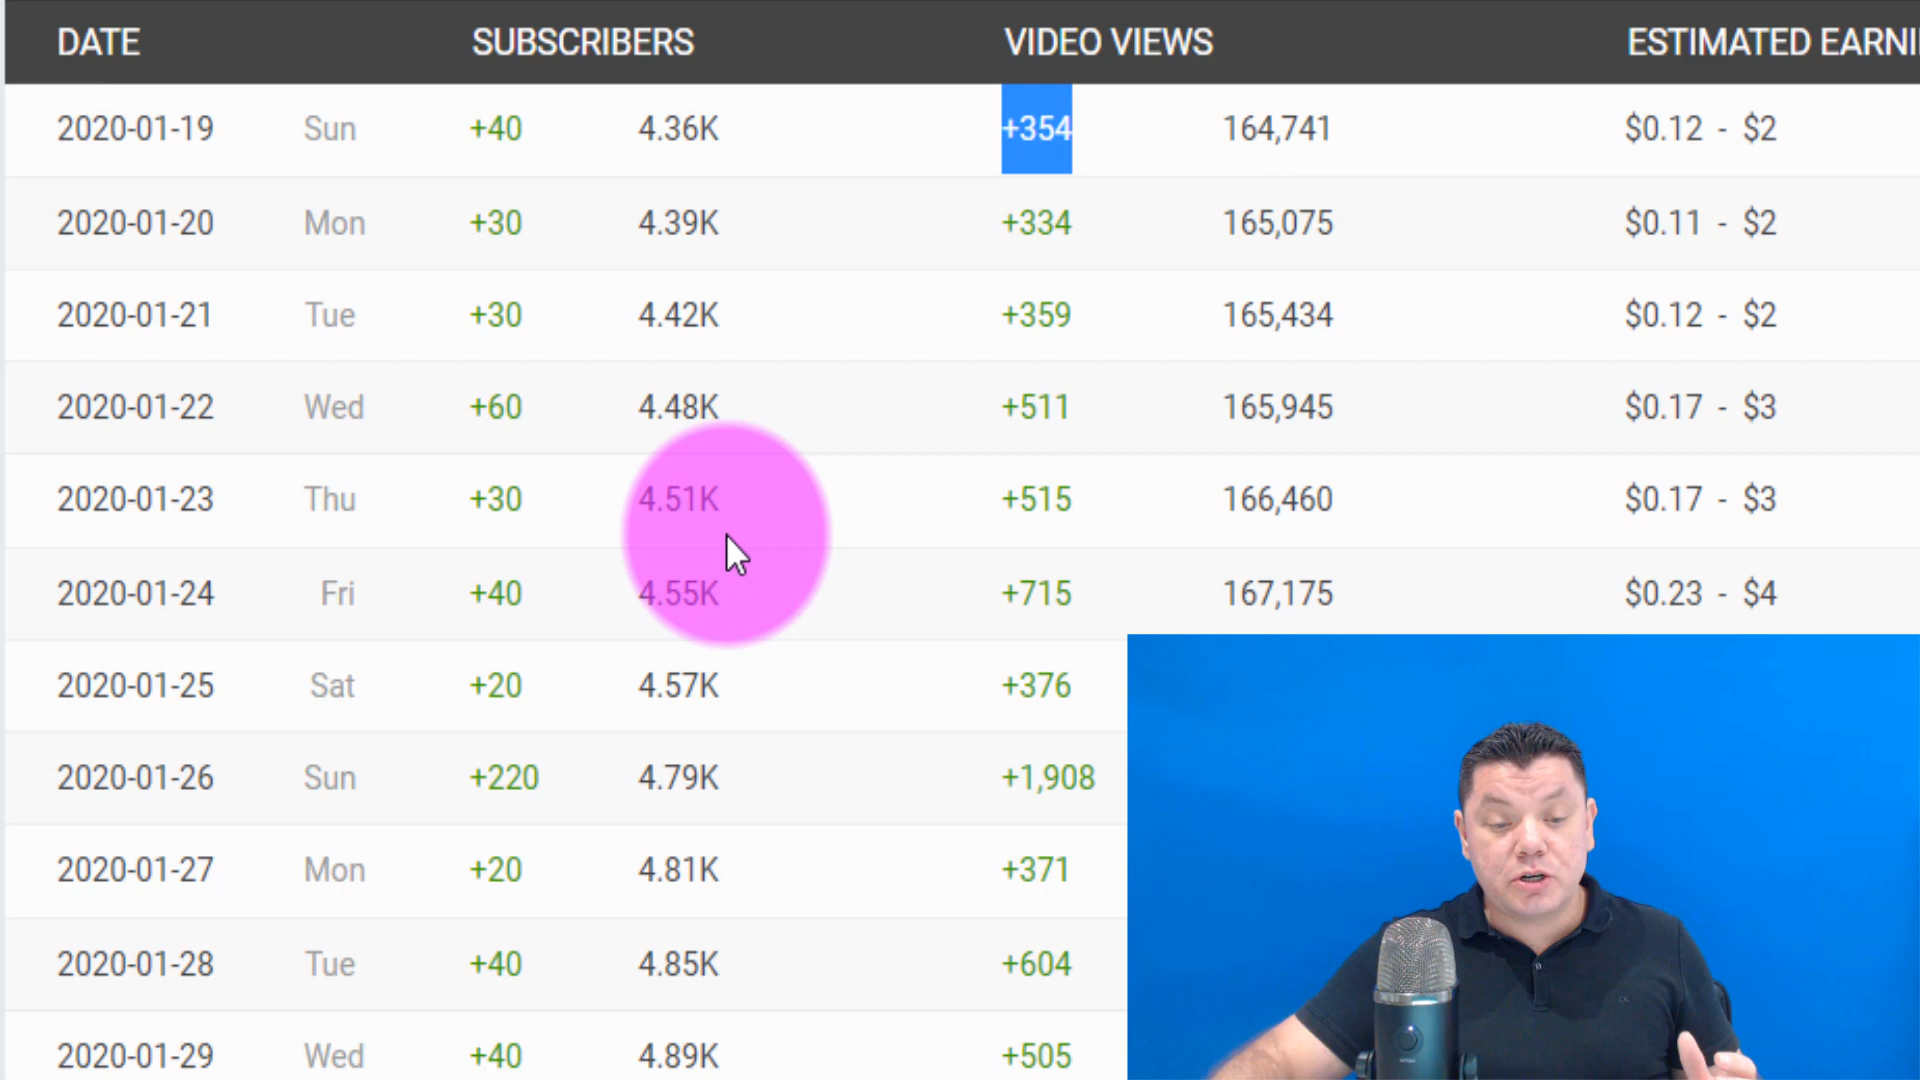 DATE SUBSCRIBERS VIDEO VIEWS ESTIMATED EARNI
2020-01-19 Sun +40 4.36K +354 164,741 $0.12 - $2
2020-01-20 Mon +30 4.39K +334 165,075 $0.11 - $2
2020-01-21 Tue +30 4.42K +359 165,434 $0.12 - $2
2020-01-22 Wed +60 4.48K +511 165,945 $0.17 - $3
2020-01-23 Thu +30 4.51K +515 166,460 $0.17 - $3
2020-01-24 Fri +40 4.55K +715 167,175 $0.23 - $4
2020-01-25 Sat +20 4.57K +376
2020-01-26 Sun +220 4.79K +1,908
2020-01-27 Mon +20 4.81K +371
2020-01-28 Tue +40 4.85K +604
2020-01-29 Wed +40 4.89K +505